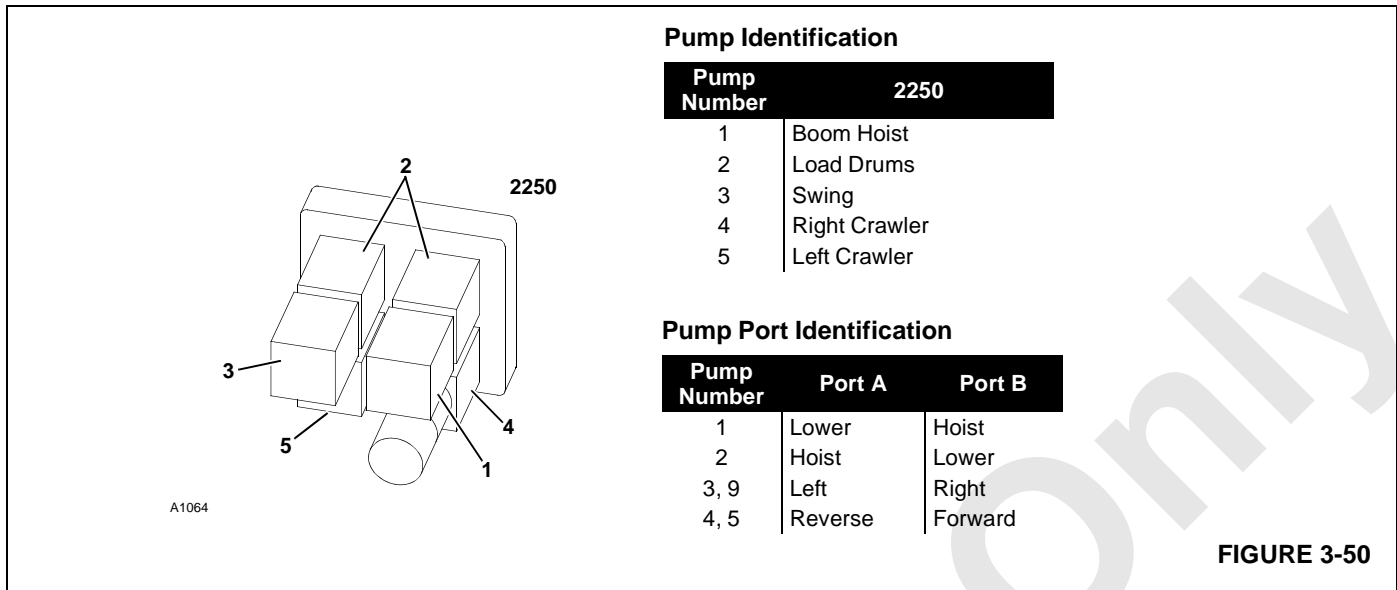 2
2250
3
5
4
1
A1064
Pump Identification
Pump Number 2250
1 Boom Hoist
2 Load Drums
3 Swing
4 Right Crawler
5 Left Crawler
Pump Port Identification
Pump Number Port A Port B
1 Lower Hoist
2 Hoist Lower
3, 9 Left Right
4, 5 Reverse Forward
FIGURE 3-50
Only